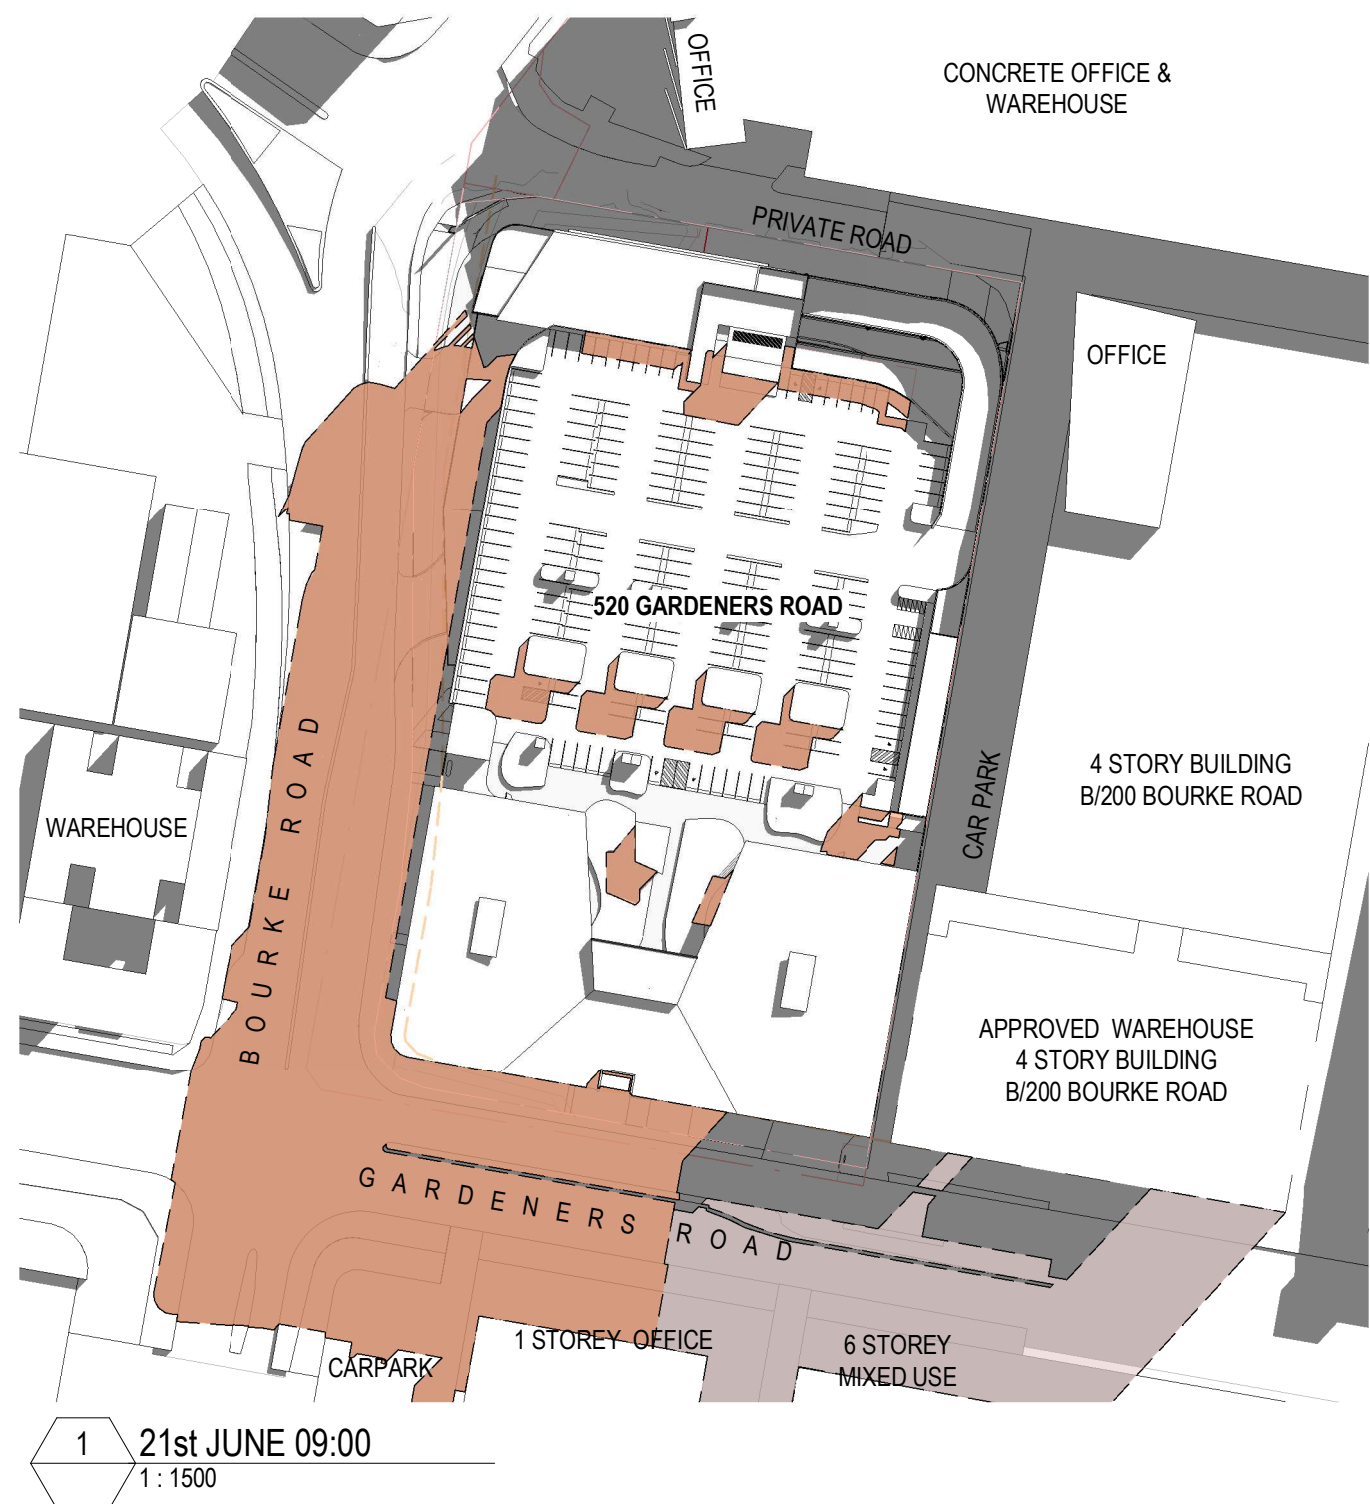 OFFICE
CONCRETE OFFICE &
WAREHOUSE
PRIVATE ROAD
OFFICE
520 GARDENERS ROAD
BOURKE ROAD
WAREHOUSE
CAR PARK
4 STORY BUILDING
B/200 BOURKE ROAD
APPROVED WAREHOUSE
4 STORY BUILDING
B/200 BOURKE ROAD
GARDENERS ROAD
1 STOREY OFFICE
6 STOREY
MIXED USE
CARPARK
1
21st JUNE 09:00
1 : 1500